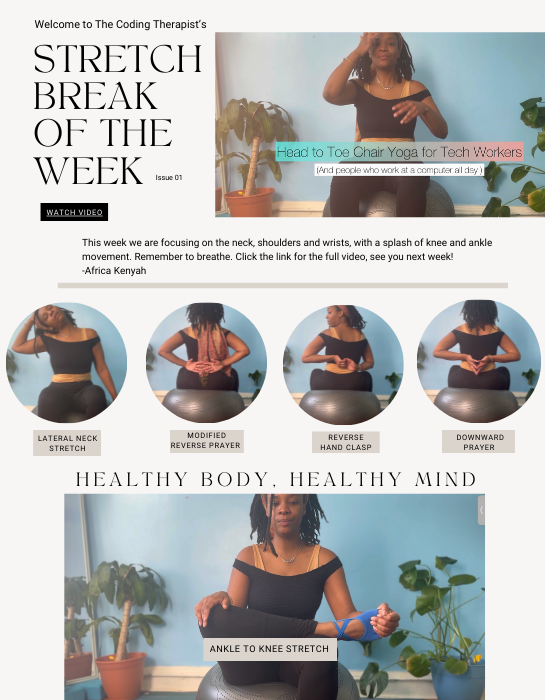 Welcome to The Coding Therapist's
STRETCH
BREAK
OF THE
WEEK
Issue 01
WATCH VIDEO
Head to Toe Chair Yoga for Tech Workers
(And people who work at a computer all day )
This week we are focusing on the neck, shoulders and wrists, with a splash of knee and ankle
movement. Remember to breathe. Click the link for the full video, see you next week!
-Africa Kenyah
LATERAL NECK
STRETCH
MODIFIED
REVERSE PRAYER
REVERSE
HAND CLASP
DOWNWARD
PRAYER
HEALTHY BODY, HEALTHY MIND
ANKLE TO KNEE STRETCH